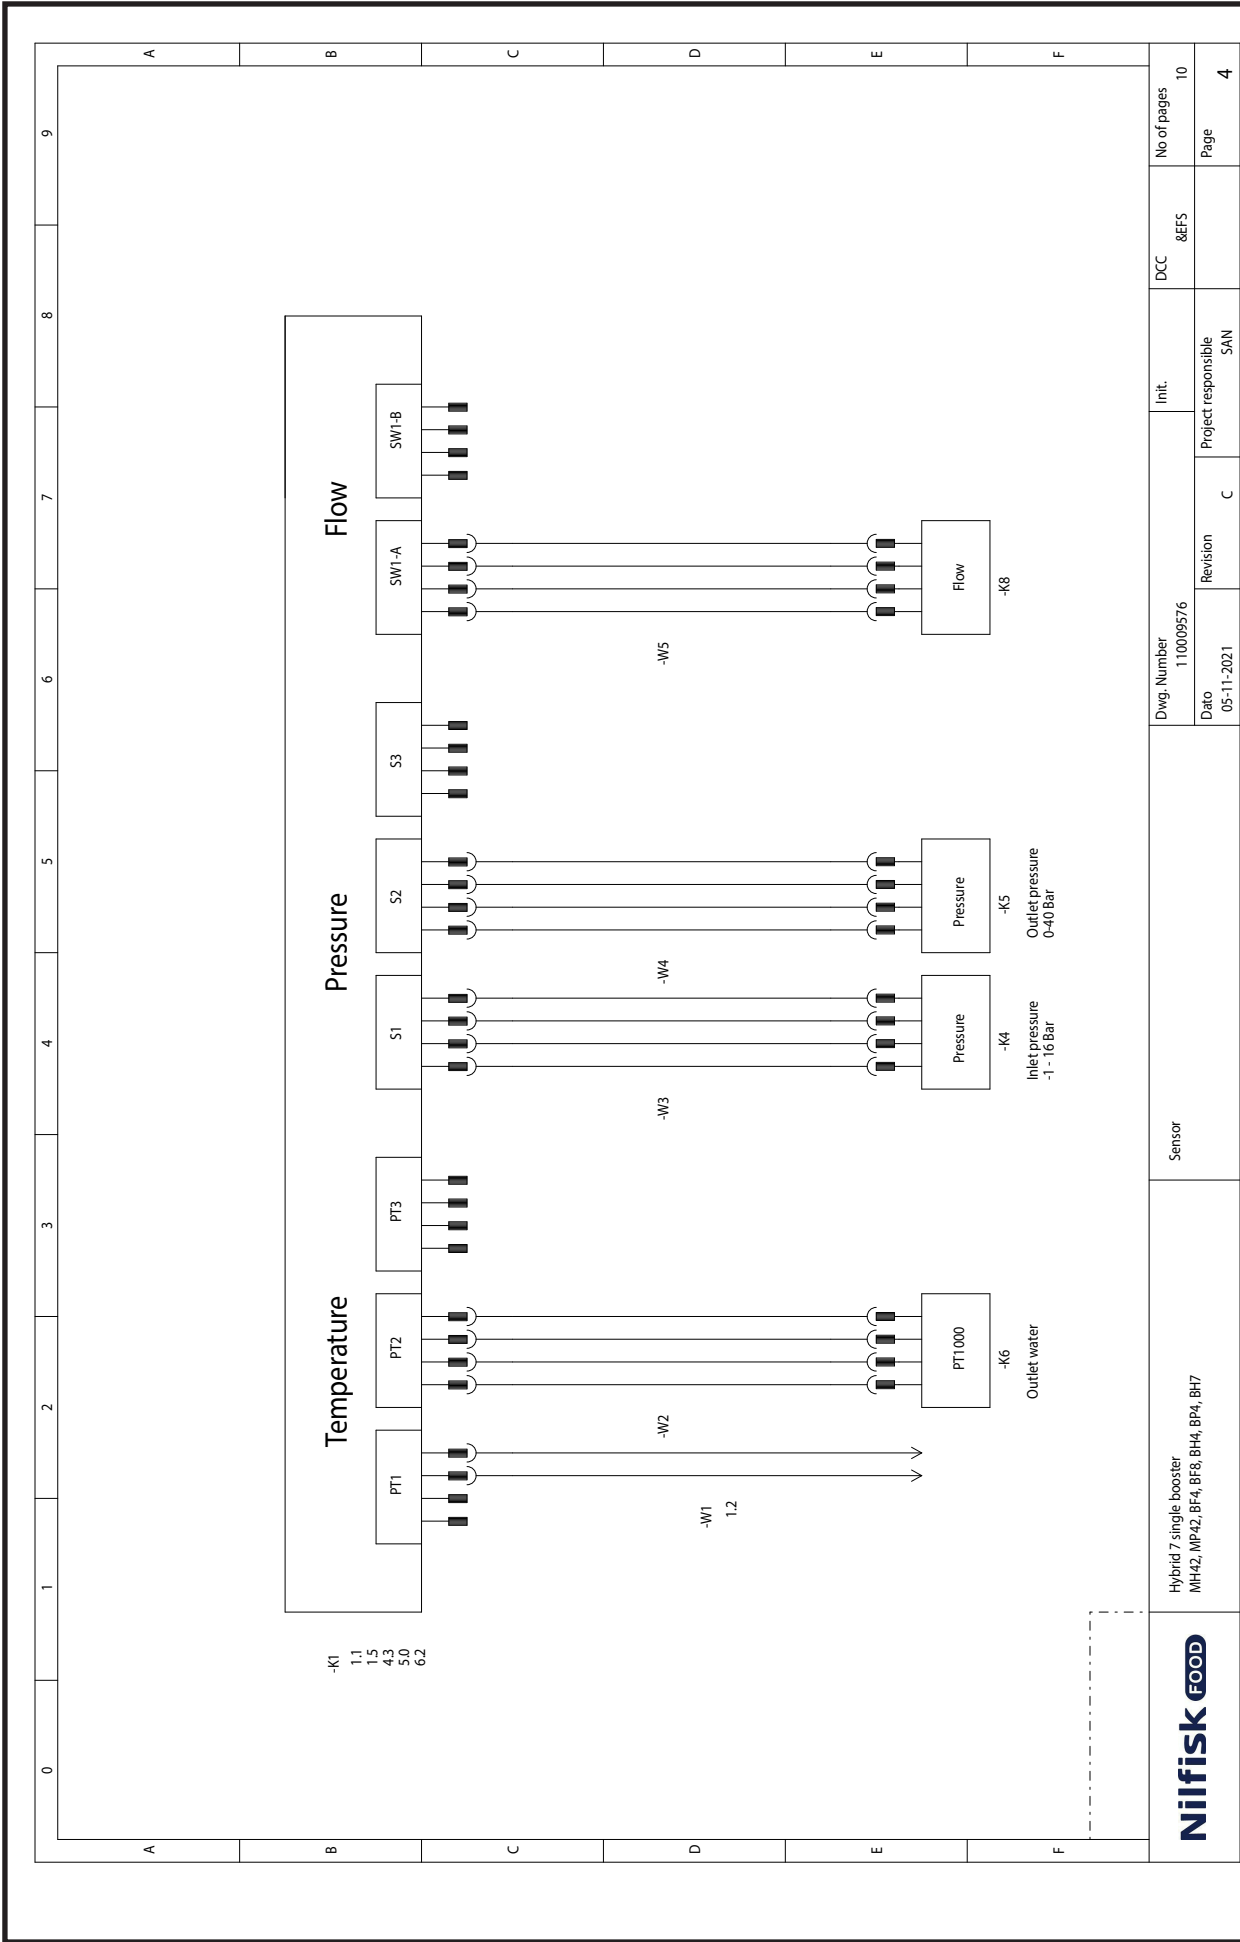 0 1 2 3 4 5 6 7 8 9
A A
B B
C C
D D
E E
F F
Temperature Pressure Flow
-K1
1.1
1.5
4.3
5.0
6.2
PT1 PT2 PT3 S1 S2 S3 SW1-A SW1-B
-W1 1.2
-W2
-W3
-W4
-W5
PT1000 Pressure Pressure Flow
-K6 -K4 -K5 -K8
Outlet water
Inlet pressure
-1 - 16 Bar
Outlet pressure
0-40 Bar
Nilfisk FOOD
Hybrid 7 single booster
MH42, MP42, BF4, BF8, BH4, BP4, BH7
Sensor
Dwg. Number
110009576
Init.
DCC
&EFS
No of pages
10
Dato
05-11-2021
Revision
C
Project responsible
SAN
Page
4